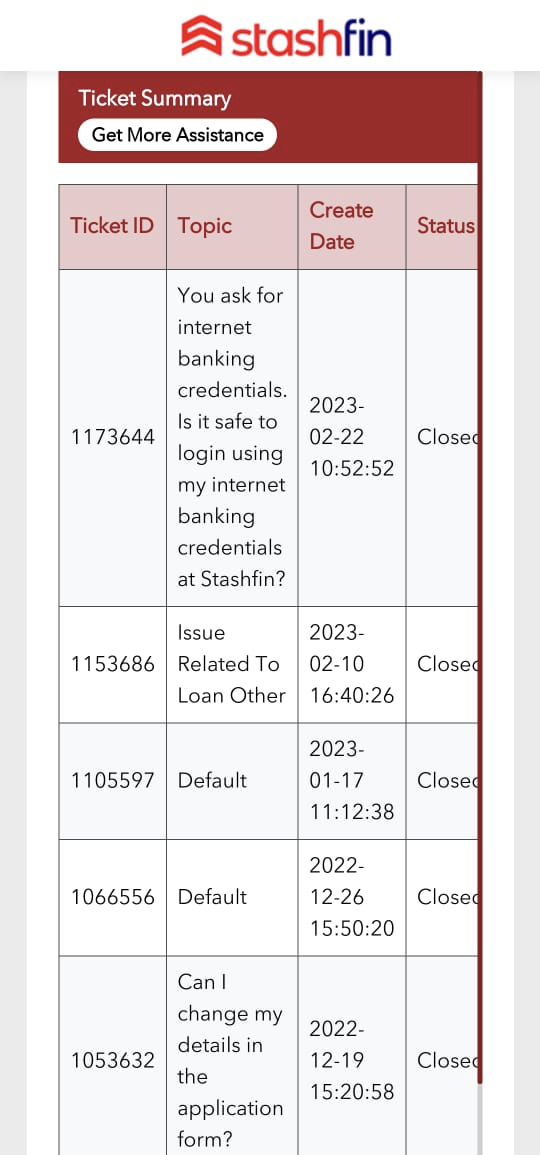 stashfin
Ticket Summary
Get More Assistance
Ticket ID
Topic
Create
Date
Status
1173644
You ask for
internet
banking
credentials.
Is it safe to
login using
my internet
banking
credentials
at Stashfin?
2023-
02-22
10:52:52
Closed
1153686
Issue
Related To
Loan Other
2023-
02-10
16:40:26
Closed
1105597
Default
2023-
01-17
11:12:38
Closed
1066556
Default
2022-
12-26
15:50:20
Closed
1053632
Can I
change my
details in
the
application
form?
2022-
12-19
15:20:58
Closed